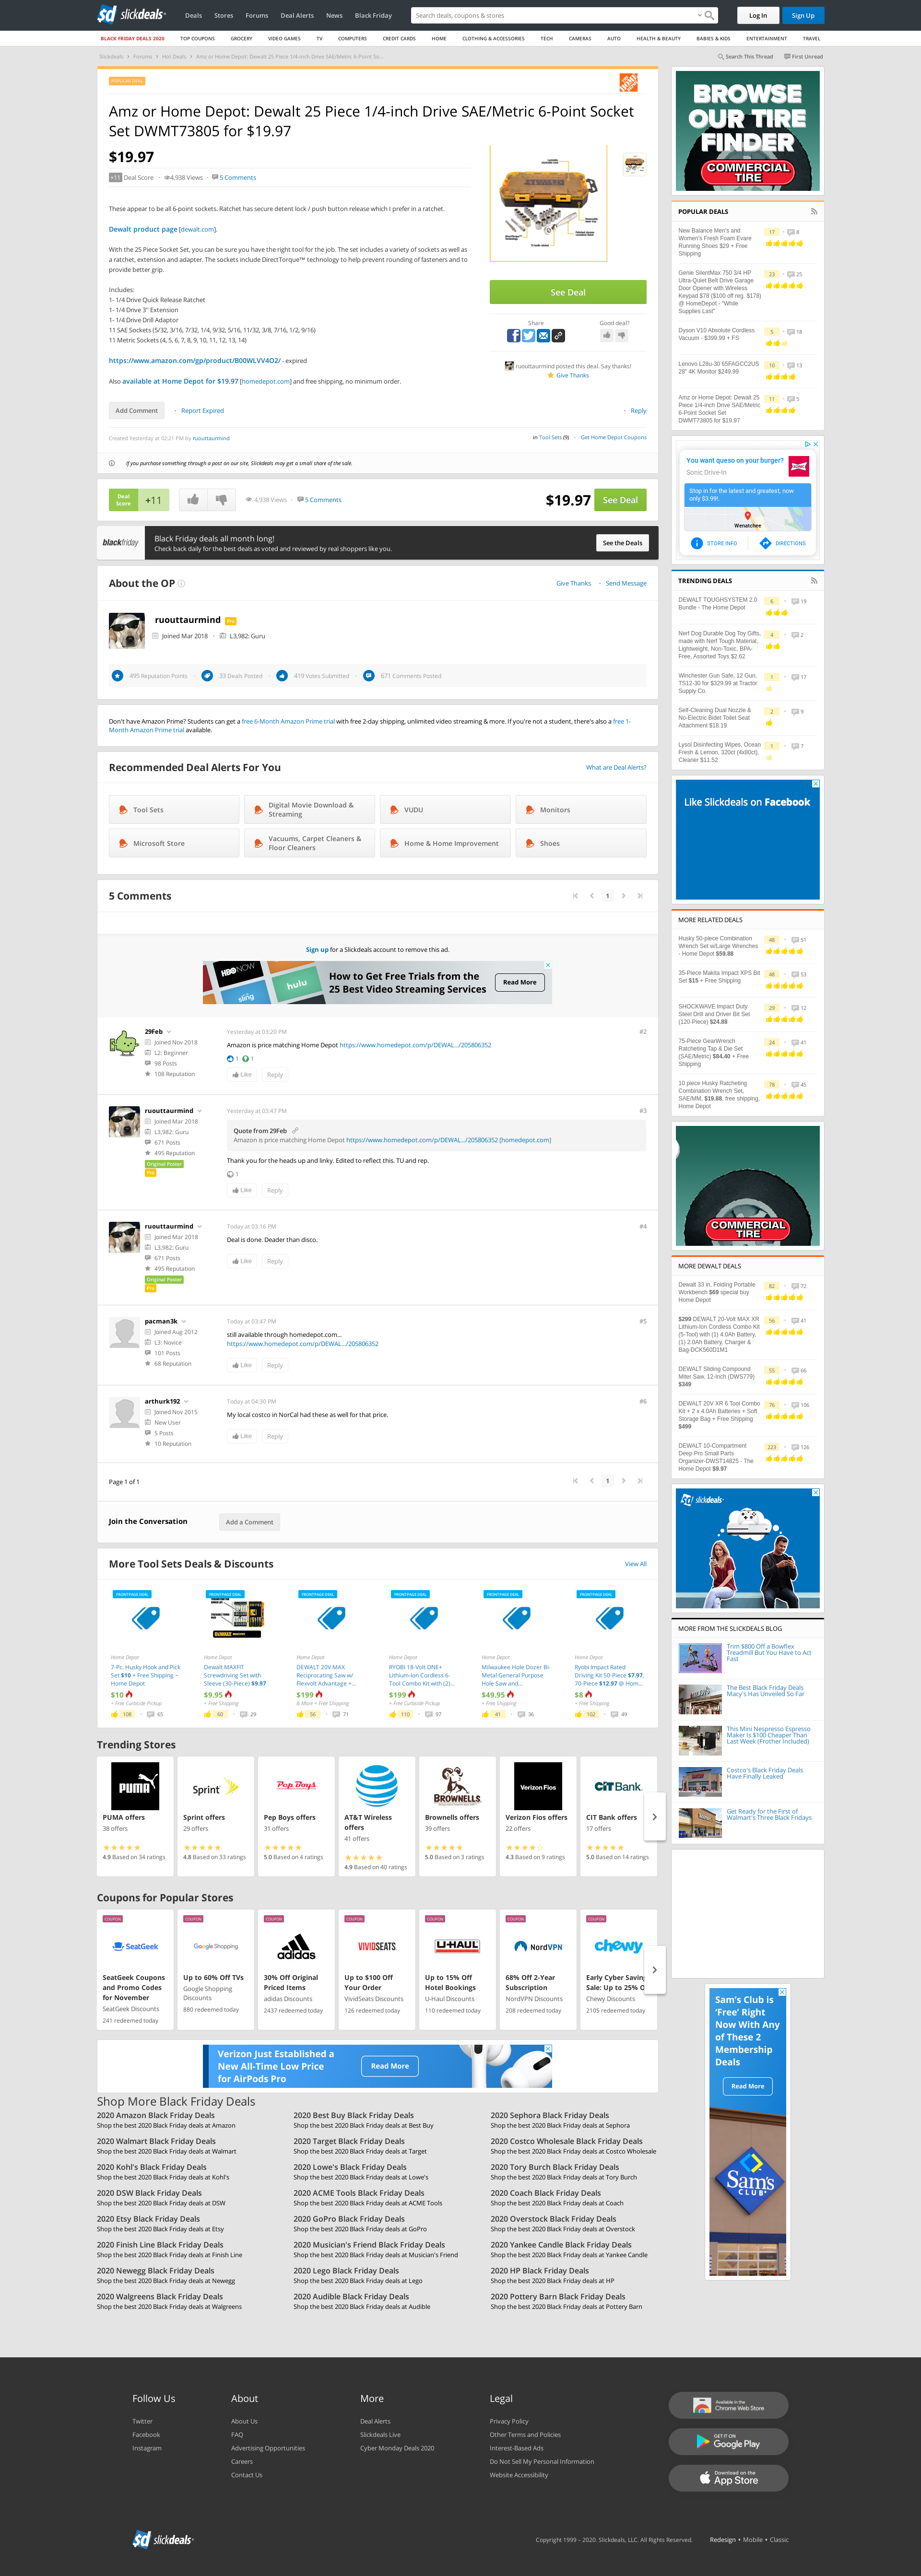 slickdeals
Deals Stores Forums Deal Alerts News Black Friday
Search deals, coupons & stores
Log In Sign Up
BLACK FRIDAY DEALS 2020 TOP COUPONS GROCERY VIDEO GAMES TV COMPUTERS CREDIT CARDS HOME CLOTHING & ACCESSORIES TECH CAMERAS AUTO HEALTH & BEAUTY BABIES & KIDS ENTERTAINMENT TRAVEL
Slickdeals > Forums > Hot Deals > Amz or Home Depot: Dewalt 25 Piece 1/4-inch Drive SAE/Metric 6-Point So...
Search This Thread First Unread
POPULAR DEAL
Amz or Home Depot: Dewalt 25 Piece 1/4-inch Drive SAE/Metric 6-Point Socket
Set DWMT73805 for $19.97
$19.97
+11 Deal Score · 4,938 Views · 5 Comments
These appear to be all 6-point sockets. Ratchet has secure detent lock / push button release which I prefer in a ratchet.
Dewalt product page [dewalt.com].
With the 25 Piece Socket Set, you can be sure you have the right tool for the job. The set includes a variety of sockets as well as
a ratchet, extension and adapter. The sockets include DirectTorque™ technology to help prevent rounding of fasteners and to
provide better grip.
Includes:
1- 1/4 Drive Quick Release Ratchet
1- 1/4 Drive 3" Extension
1- 1/4 Drive Drill Adaptor
11 SAE Sockets (5/32, 3/16, 7/32, 1/4, 9/32, 5/16, 11/32, 3/8, 7/16, 1/2, 9/16)
11 Metric Sockets (4, 5, 6, 7, 8, 9, 10, 11, 12, 13, 14)
https://www.amazon.com/gp/product/B00WLVV4O2/ - expired
Also available at Home Depot for $19.97 [homedepot.com] and free shipping, no minimum order.
See Deal
Share Good deal?
ruouttaurmind posted this deal. Say thanks!
Give Thanks
Add Comment · Report Expired · Reply
Created Yesterday at 02:21 PM by ruouttaurmind
in Tool Sets (9) · Get Home Depot Coupons
If you purchase something through a post on our site, Slickdeals may get a small share of the sale.
Deal
Score
+11
4,938 Views · 5 Comments
$19.97 See Deal
blackfriday
Black Friday deals all month long!
Check back daily for the best deals as voted and reviewed by real shoppers like you.
See the Deals
About the OP
Give Thanks · Send Message
ruouttaurmind Pro
Joined Mar 2018 · L3,982: Guru
495 Reputation Points 33 Deals Posted 419 Votes Submitted 671 Comments Posted
Don't have Amazon Prime? Students can get a free 6-Month Amazon Prime trial with free 2-day shipping, unlimited video streaming & more. If you're not a student, there's also a free 1-
Month Amazon Prime trial available.
Recommended Deal Alerts For You
What are Deal Alerts?
Tool Sets
Digital Movie Download &
Streaming
VUDU
Monitors
Microsoft Store
Vacuums, Carpet Cleaners &
Floor Cleaners
Home & Home Improvement
Shoes
5 Comments
1
Sign up for a Slickdeals account to remove this ad.
HBO NOW
sling
hulu
How to Get Free Trials from the
25 Best Video Streaming Services
Read More
29Feb
Joined Nov 2018
L2: Beginner
98 Posts
108 Reputation
Yesterday at 03:20 PM #2
Amazon is price matching Home Depot https://www.homedepot.com/p/DEWAL.../205806352
1 1
Like Reply
ruouttaurmind
Joined Mar 2018
L3,982: Guru
671 Posts
495 Reputation
Original Poster
Pro
Yesterday at 03:47 PM #3
Quote from 29Feb
Amazon is price matching Home Depot https://www.homedepot.com/p/DEWAL.../205806352 [homedepot.com]
Thank you for the heads up and linky. Edited to reflect this. TU and rep.
1
Like Reply
ruouttaurmind
Joined Mar 2018
L3,982: Guru
671 Posts
495 Reputation
Original Poster
Pro
Today at 03:16 PM #4
Deal is done. Deader than disco.
Like Reply
pacman3k
Joined Aug 2012
L3: Novice
101 Posts
68 Reputation
Today at 03:47 PM #5
still available through homedepot.com...
https://www.homedepot.com/p/DEWAL.../205806352
Like Reply
arthurk192
Joined Nov 2015
New User
5 Posts
10 Reputation
Today at 04:30 PM #6
My local costco in NorCal had these as well for that price.
Like Reply
Page 1 of 1
1
Join the Conversation Add a Comment
More Tool Sets Deals & Discounts
View All
FRONTPAGE DEAL
Home Depot
7-Pc. Husky Hook and Pick
Set $10 + Free Shipping ~
Home Depot
$10
+ Free Curbside Pickup
108 65
FRONTPAGE DEAL
Home Depot
Dewalt MAXFIT
Screwdriving Set with
Sleeve (30-Piece) $9.97
$9.95
+ Free Shipping
60 29
FRONTPAGE DEAL
Home Depot
DEWALT 20V MAX
Reciprocating Saw w/
Flexvolt Advantage +...
$199
& More + Free Shipping
56 71
FRONTPAGE DEAL
Home Depot
RYOBI 18-Volt ONE+
Lithium-Ion Cordless 6-
Tool Combo Kit with (2)...
$199
+ Free Curbside Pickup
110 97
FRONTPAGE DEAL
Home Depot
Milwaukee Hole Dozer Bi-
Metal General Purpose
Hole Saw and...
$49.95
+ Free Shipping
41 36
FRONTPAGE DEAL
Home Depot
Ryobi Impact Rated
Driving Kit 50-Piece $7.97,
70-Piece $12.97 @ Hom...
$8
+ Free Shipping
102 49
Trending Stores
PUMA
PUMA offers
38 offers
4.9 Based on 34 ratings
Sprint
Sprint offers
29 offers
4.8 Based on 33 ratings
Pep Boys
Pep Boys offers
31 offers
5.0 Based on 4 ratings
AT&T Wireless
offers
41 offers
4.9 Based on 40 ratings
BROWNELLS
Brownells offers
39 offers
5.0 Based on 3 ratings
Verizon Fios
Verizon Fios offers
22 offers
4.3 Based on 9 ratings
CIT Bank
CIT Bank offers
17 offers
5.0 Based on 14 ratings
Coupons for Popular Stores
COUPON
SeatGeek
SeatGeek Coupons
and Promo Codes
for November
SeatGeek Discounts
241 redeemed today
COUPON
Google Shopping
Up to 60% Off TVs
Google Shopping
Discounts
880 redeemed today
COUPON
adidas
30% Off Original
Priced Items
adidas Discounts
2437 redeemed today
COUPON
VIVIDSEATS
Up to $100 Off
Your Order
VividSeats Discounts
126 redeemed today
COUPON
U-HAUL
Up to 15% Off
Hotel Bookings
U-Haul Discounts
110 redeemed today
COUPON
NordVPN
68% Off 2-Year
Subscription
NordVPN Discounts
208 redeemed today
COUPON
chewy
Early Cyber Saving
Sale: Up to 25% O
Chewy Discounts
2105 redeemed today
Verizon Just Established a
New All-Time Low Price
for AirPods Pro
Read More
Shop More Black Friday Deals
2020 Amazon Black Friday Deals
Shop the best 2020 Black Friday deals at Amazon
2020 Best Buy Black Friday Deals
Shop the best 2020 Black Friday deals at Best Buy
2020 Sephora Black Friday Deals
Shop the best 2020 Black Friday deals at Sephora
2020 Walmart Black Friday Deals
Shop the best 2020 Black Friday deals at Walmart
2020 Target Black Friday Deals
Shop the best 2020 Black Friday deals at Target
2020 Costco Wholesale Black Friday Deals
Shop the best 2020 Black Friday deals at Costco Wholesale
2020 Kohl's Black Friday Deals
Shop the best 2020 Black Friday deals at Kohl's
2020 Lowe's Black Friday Deals
Shop the best 2020 Black Friday deals at Lowe's
2020 Tory Burch Black Friday Deals
Shop the best 2020 Black Friday deals at Tory Burch
2020 DSW Black Friday Deals
Shop the best 2020 Black Friday deals at DSW
2020 ACME Tools Black Friday Deals
Shop the best 2020 Black Friday deals at ACME Tools
2020 Coach Black Friday Deals
Shop the best 2020 Black Friday deals at Coach
2020 Etsy Black Friday Deals
Shop the best 2020 Black Friday deals at Etsy
2020 GoPro Black Friday Deals
Shop the best 2020 Black Friday deals at GoPro
2020 Overstock Black Friday Deals
Shop the best 2020 Black Friday deals at Overstock
2020 Finish Line Black Friday Deals
Shop the best 2020 Black Friday deals at Finish Line
2020 Musician's Friend Black Friday Deals
Shop the best 2020 Black Friday deals at Musician's Friend
2020 Yankee Candle Black Friday Deals
Shop the best 2020 Black Friday deals at Yankee Candle
2020 Newegg Black Friday Deals
Shop the best 2020 Black Friday deals at Newegg
2020 Lego Black Friday Deals
Shop the best 2020 Black Friday deals at Lego
2020 HP Black Friday Deals
Shop the best 2020 Black Friday deals at HP
2020 Walgreens Black Friday Deals
Shop the best 2020 Black Friday deals at Walgreens
2020 Audible Black Friday Deals
Shop the best 2020 Black Friday deals at Audible
2020 Pottery Barn Black Friday Deals
Shop the best 2020 Black Friday deals at Pottery Barn
BROWSE
OUR TIRE
FINDER
COMMERCIAL
TIRE
POPULAR DEALS
New Balance Men's and
Women's Fresh Foam Evare
Running Shoes $29 + Free
Shipping
17 8
Genie SilentMax 750 3/4 HP
Ultra-Quiet Belt Drive Garage
Door Opener with Wireless
Keypad $78 ($100 off reg. $178)
@ HomeDepot - "While
Supplies Last"
23 25
Dyson V10 Absolute Cordless
Vacuum - $399.99 + FS
5 18
Lenovo L28u-30 65FAGCC2US
28" 4K Monitor $249.99
10 13
Amz or Home Depot: Dewalt 25
Piece 1/4-inch Drive SAE/Metric
6-Point Socket Set
DWMT73805 for $19.97
11 5
You want queso on your burger?
Sonic Drive-In
Stop in for the latest and greatest, now
only $3.99!.
Wenatchee
STORE INFO DIRECTIONS
TRENDING DEALS
DEWALT TOUGHSYSTEM 2.0
Bundle - The Home Depot
6 19
Nerf Dog Durable Dog Toy Gifts,
made with Nerf Tough Material,
Lightweight, Non-Toxic, BPA-
Free, Assorted Toys $2.62
4 2
Winchester Gun Safe, 12 Gun,
TS12-30 for $329.99 at Tractor
Supply Co.
1 17
Self-Cleaning Dual Nozzle &
No-Electric Bidet Toilet Seat
Attachment $18.19
2 9
Lysol Disinfecting Wipes, Ocean
Fresh & Lemon, 320ct (4x80ct),
Cleaner $11.52
1 7
Like Slickdeals on Facebook
MORE RELATED DEALS
Husky 50-piece Combination
Wrench Set w/Large Wrenches
- Home Depot $59.88
48 51
35-Piece Makita Impact XPS Bit
Set $15 + Free Shipping
48 53
SHOCKWAVE Impact Duty
Steel Drill and Driver Bit Set
(120-Piece) $24.88
29 12
75-Piece GearWrench
Ratcheting Tap & Die Set
(SAE/Metric) $84.40 + Free
Shipping
24 41
10 piece Husky Ratcheting
Combination Wrench Set,
SAE/MM, $19.88, free shipping,
Home Depot
78 45
COMMERCIAL
TIRE
MORE DEWALT DEALS
Dewalt 33 in. Folding Portable
Workbench $69 special buy
Home Depot
82 72
$299 DEWALT 20-Volt MAX XR
Lithium-Ion Cordless Combo Kit
(5-Tool) with (1) 4.0Ah Battery,
(1) 2.0Ah Battery, Charger &
Bag-DCK560D1M1
56 41
DEWALT Sliding Compound
Miter Saw, 12-Inch (DWS779)
$349
55 66
DEWALT 20V XR 6 Tool Combo
Kit + 2 x 4.0Ah Batteries + Soft
Storage Bag + Free Shipping
$499
76 106
DEWALT 10-Compartment
Deep Pro Small Parts
Organizer-DWST14825 - The
Home Depot $9.97
223 126
slickdeals
MORE FROM THE SLICKDEALS BLOG
Trim $800 Off a Bowflex
Treadmill But You Have to Act
Fast
The Best Black Friday Deals
Macy's Has Unveiled So Far
This Mini Nespresso Espresso
Maker Is $100 Cheaper Than
Last Week (Frother Included)
Costco's Black Friday Deals
Have Finally Leaked
Get Ready for the First of
Walmart's Three Black Fridays
Sam's Club is
'Free' Right
Now With Any
of These 2
Membership
Deals
Read More
Sam's
CLUB
Follow Us
Twitter
Facebook
Instagram
About
About Us
FAQ
Advertising Opportunities
Careers
Contact Us
More
Deal Alerts
Slickdeals Live
Cyber Monday Deals 2020
Legal
Privacy Policy
Other Terms and Policies
Interest-Based Ads
Do Not Sell My Personal Information
Website Accessibility
Available in the
Chrome Web Store
GET IT ON
Google Play
Download on the
App Store
slickdeals
Copyright 1999 - 2020. Slickdeals, LLC. All Rights Reserved. Redesign • Mobile • Classic